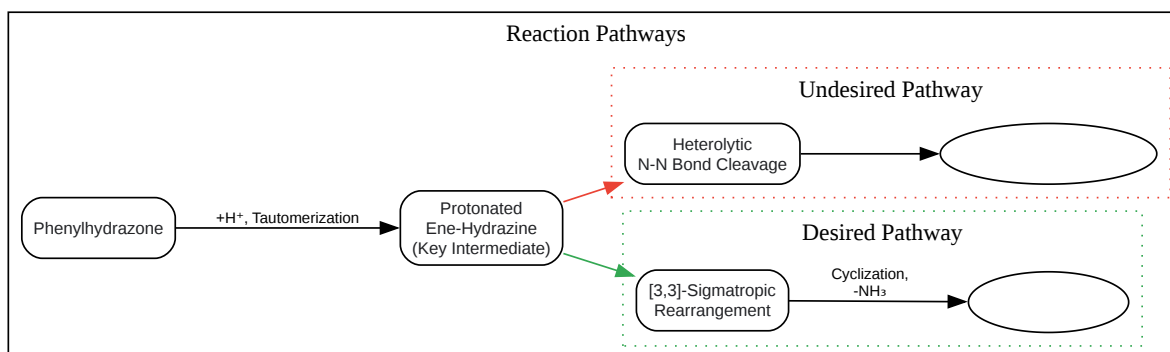 Reaction Pathways
Undesired Pathway
Heterolytic
N-N Bond Cleavage
Phenylhydrazone
+H⁺, Tautomerization
Protonated
Ene-Hydrazine
(Key Intermediate)
Desired Pathway
[3,3]-Sigmatropic
Rearrangement
Cyclization,
-NH₃